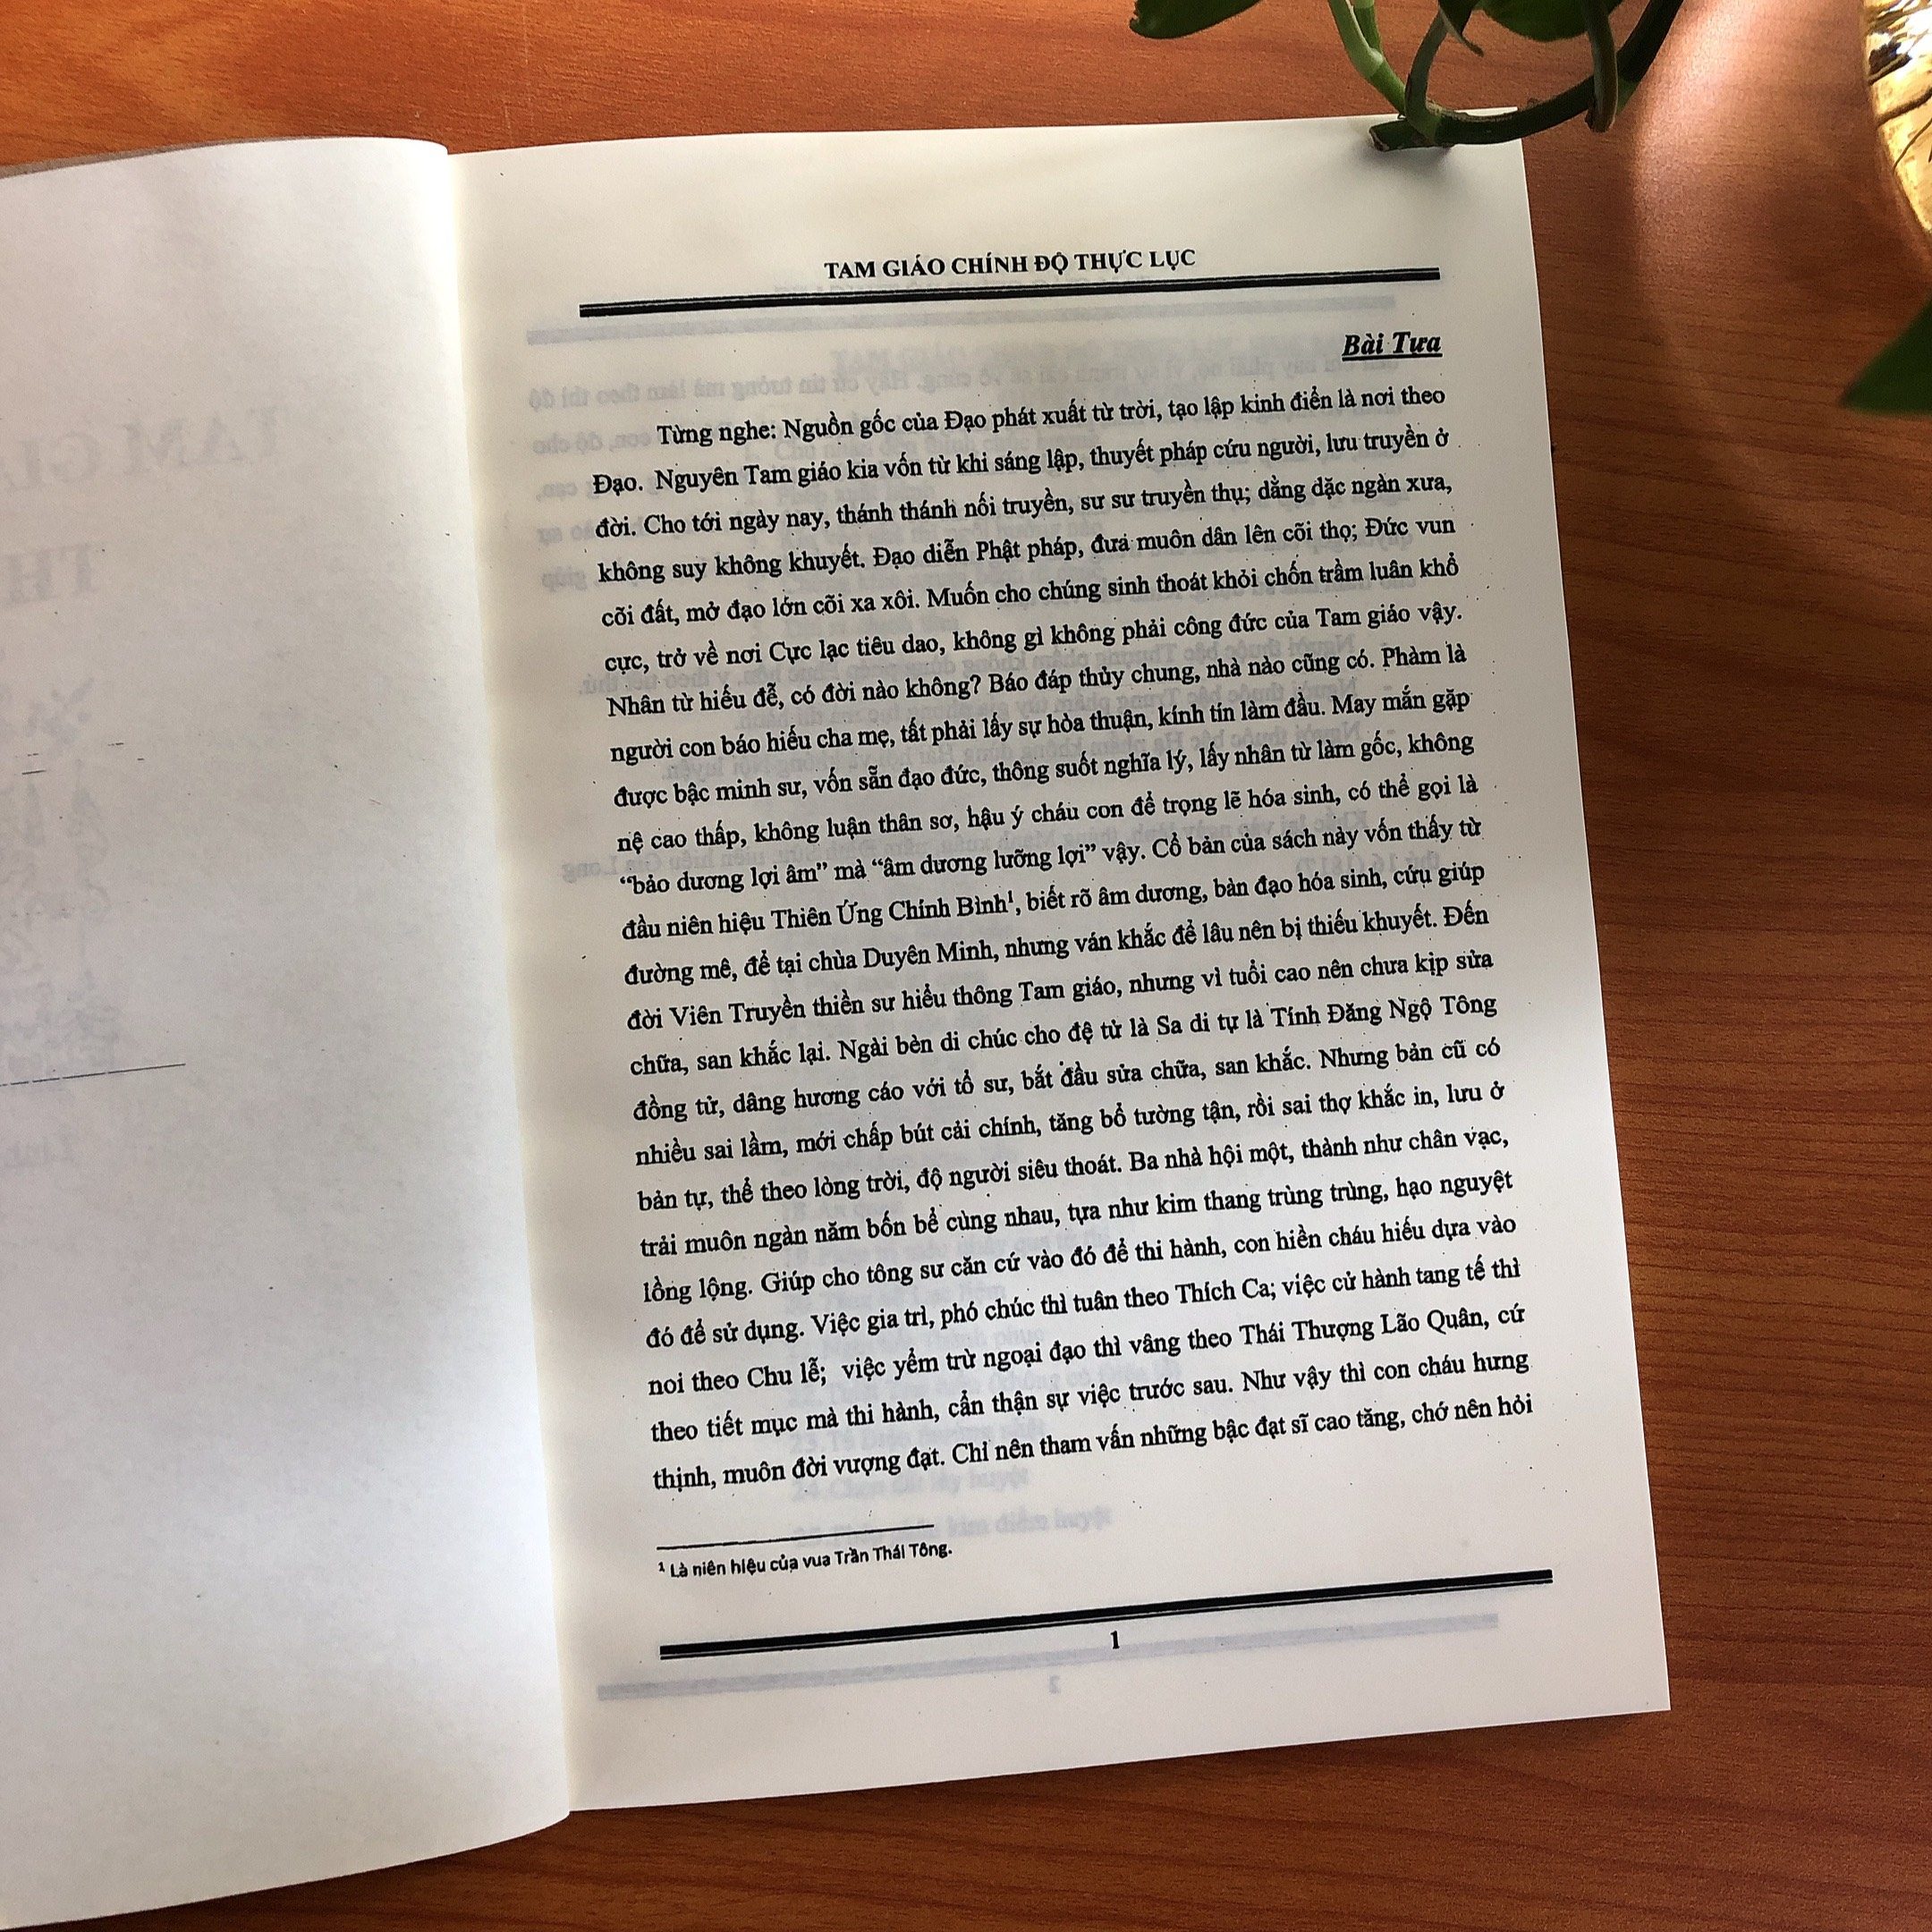 TAM GIÁO CHÍNH ĐỘ THỰC LỤC
Bài Tựa
Từng nghe: Nguồn gốc của Đạo phát xuất từ trời, tạo lập kinh điển là nơi theo
Đạo. Nguyên Tam giáo kia vốn từ khi sáng lập, thuyết pháp cứu người, lưu truyền ở
đời. Cho tới ngày nay, thánh thánh nối truyền, sư sư truyền thụ; dằng dặc ngàn xưa,
không suy không khuyết. Đạo diễn Phật pháp, đưa muôn dân lên cõi thọ; Đức vun
cõi đất, mở đạo lớn cõi xa xôi. Muốn cho chúng sinh thoát khỏi chốn trầm luân khổ
cực, trở về nơi Cực lạc tiêu dao, không gì không phải công đức của Tam giáo vậy.
Nhân từ hiếu đễ, có đời nào không? Báo đáp thủy chung, nhà nào cũng có. Phàm là
người con báo hiếu cha mẹ, tất phải lấy sự hòa thuận, kính tín làm đầu. May mắn gặp
được bậc minh sư, vốn sẵn đạo đức, thông suốt nghĩa lý, lấy nhân từ làm gốc, không
nệ cao thấp, không luận thân sơ, hậu ý cháu con để trọng lẽ hóa sinh, có thể gọi là
“bảo dương lợi âm” mà “âm dương lưỡng lợi” vậy. Cổ bản của sách này vốn thấy từ
đầu niên hiệu Thiên Ứng Chính Bình¹, biết rõ âm dương, bàn đạo hóa sinh, cứu giúp
đường mê, để tại chùa Duyên Minh, nhưng ván khắc để lâu nên bị thiếu khuyết. Đến
đời Viên Truyền thiền sư hiểu thông Tam giáo, nhưng vì tuổi cao nên chưa kịp sửa
chữa, san khắc lại. Ngài bèn di chúc cho đệ tử là Sa di tự là Tính Đăng Ngộ Tông
đồng tử, dâng hương cáo với tổ sư, bắt đầu sửa chữa, san khắc. Nhưng bản cũ có
nhiều sai lầm, mới chấp bút cải chính, tăng bổ tường tận, rồi sai thợ khắc in, lưu ở
bản tự, thể theo lòng trời, độ người siêu thoát. Ba nhà hội một, thành như chân vạc,
trải muôn ngàn năm bốn bể cùng nhau, tựa như kim thang trùng trùng, hạo nguyệt
lồng lộng. Giúp cho tông sư căn cứ vào đó để thi hành, con hiền cháu hiếu dựa vào
đó để sử dụng. Việc gia trì, phó chúc thì tuân theo Thích Ca; việc cử hành tang tế thì
noi theo Chu lễ; việc yểm trừ ngoại đạo thì vâng theo Thái Thượng Lão Quân, cứ
theo tiết mục mà thi hành, cẩn thận sự việc trước sau. Như vậy thì con cháu hưng
thịnh, muôn đời vượng đạt. Chỉ nên tham vấn những bậc đạt sĩ cao tăng, chớ nên hỏi
¹ Là niên hiệu của vua Trần Thái Tông.
1